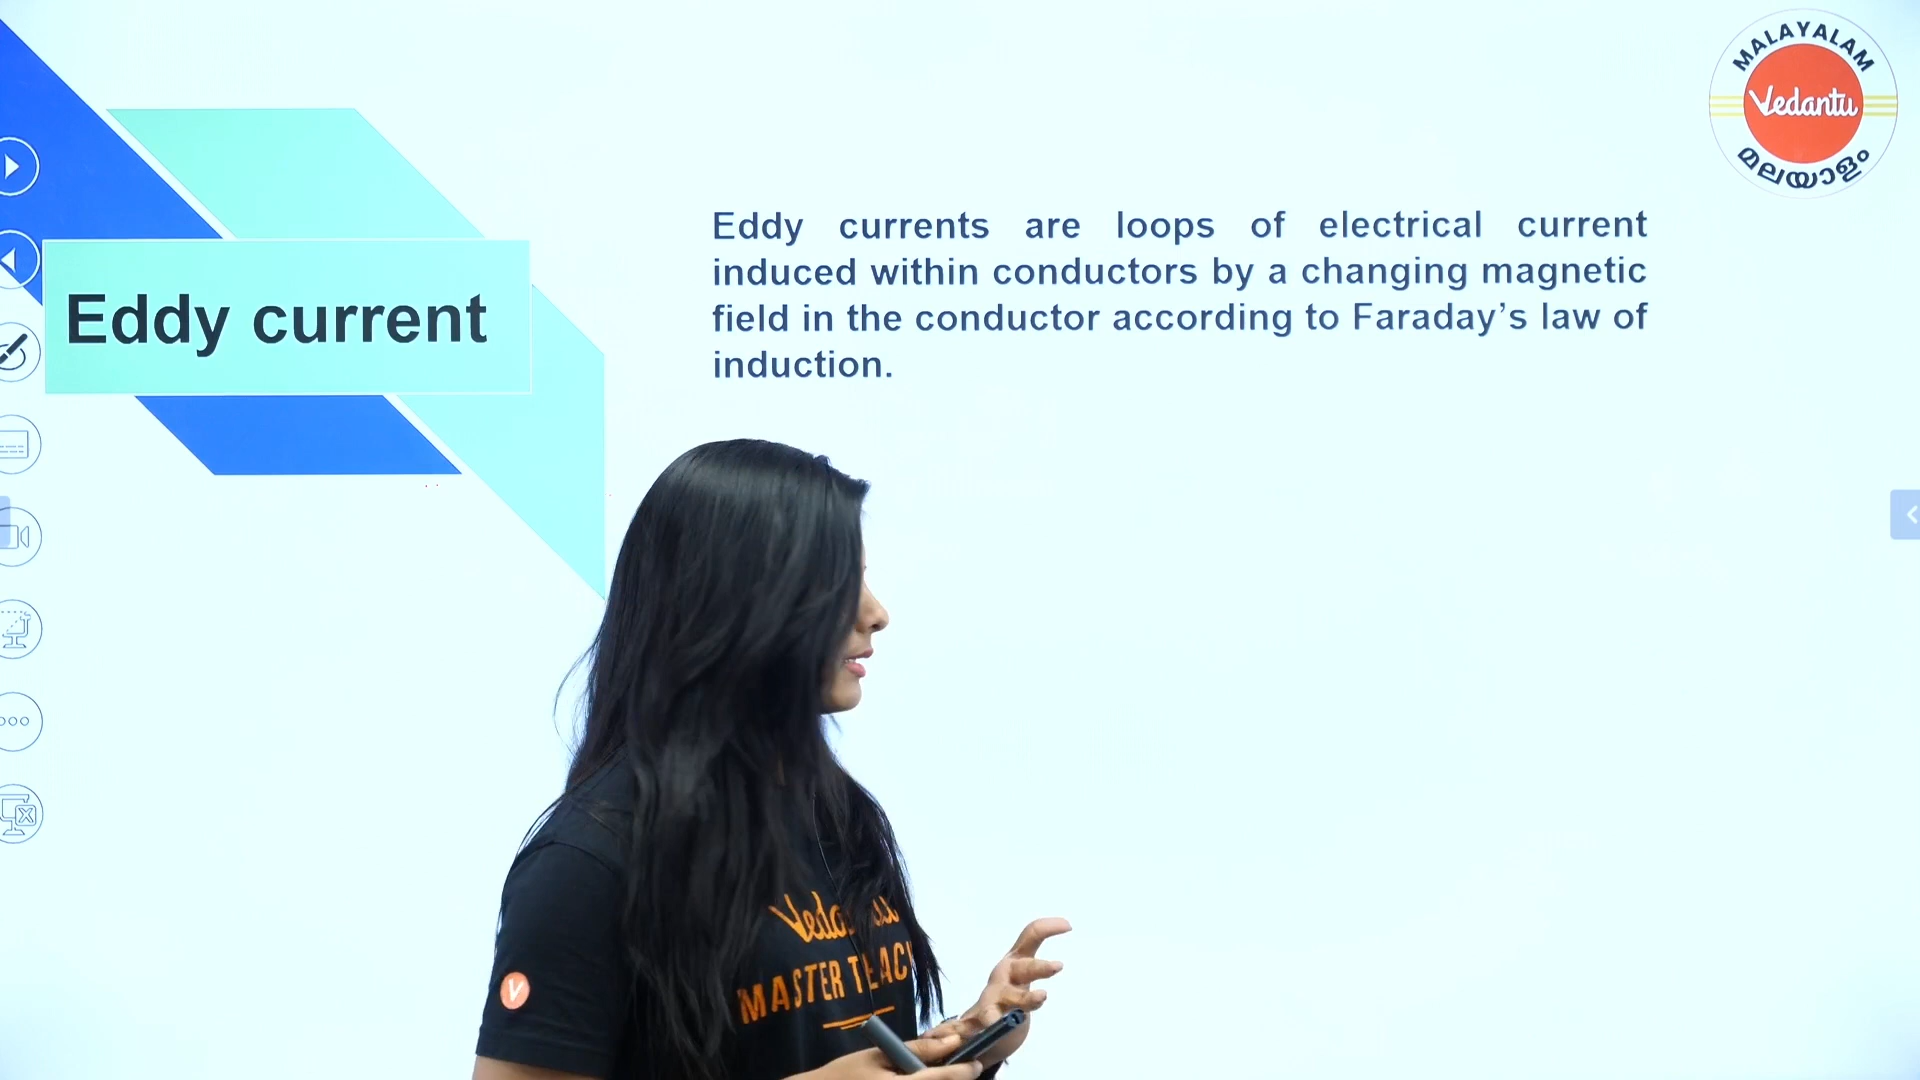 MALAYALAM
Vedantu
മലയാളം
Eddy currents are loops of electrical current
induced within conductors by a changing magnetic
field in the conductor according to Faraday’s law of
induction.
Eddy current
MASTER
V